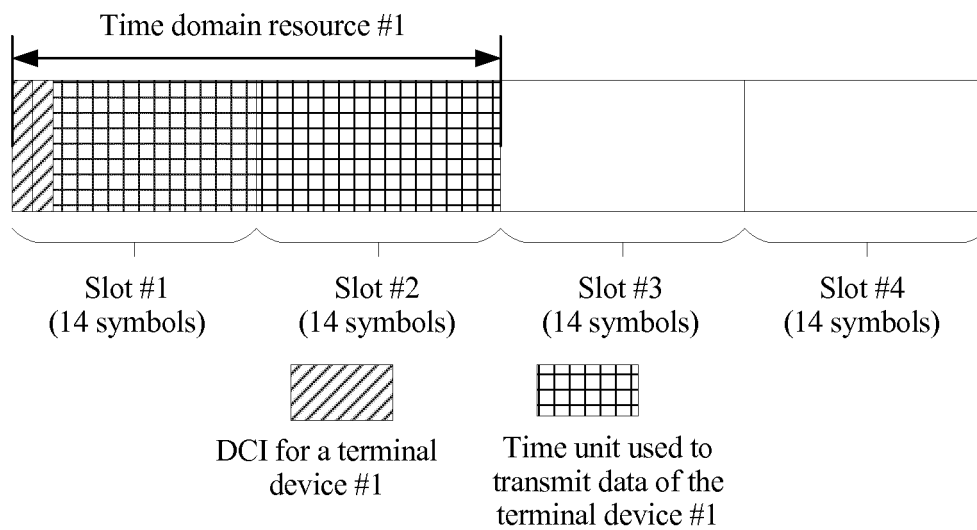 Time domain resource #1
Slot #1
(14 symbols)
Slot #2
(14 symbols)
Slot #3
(14 symbols)
Slot #4
(14 symbols)
DCI for a terminal
device #1
Time unit used to
transmit data of the
terminal device #1